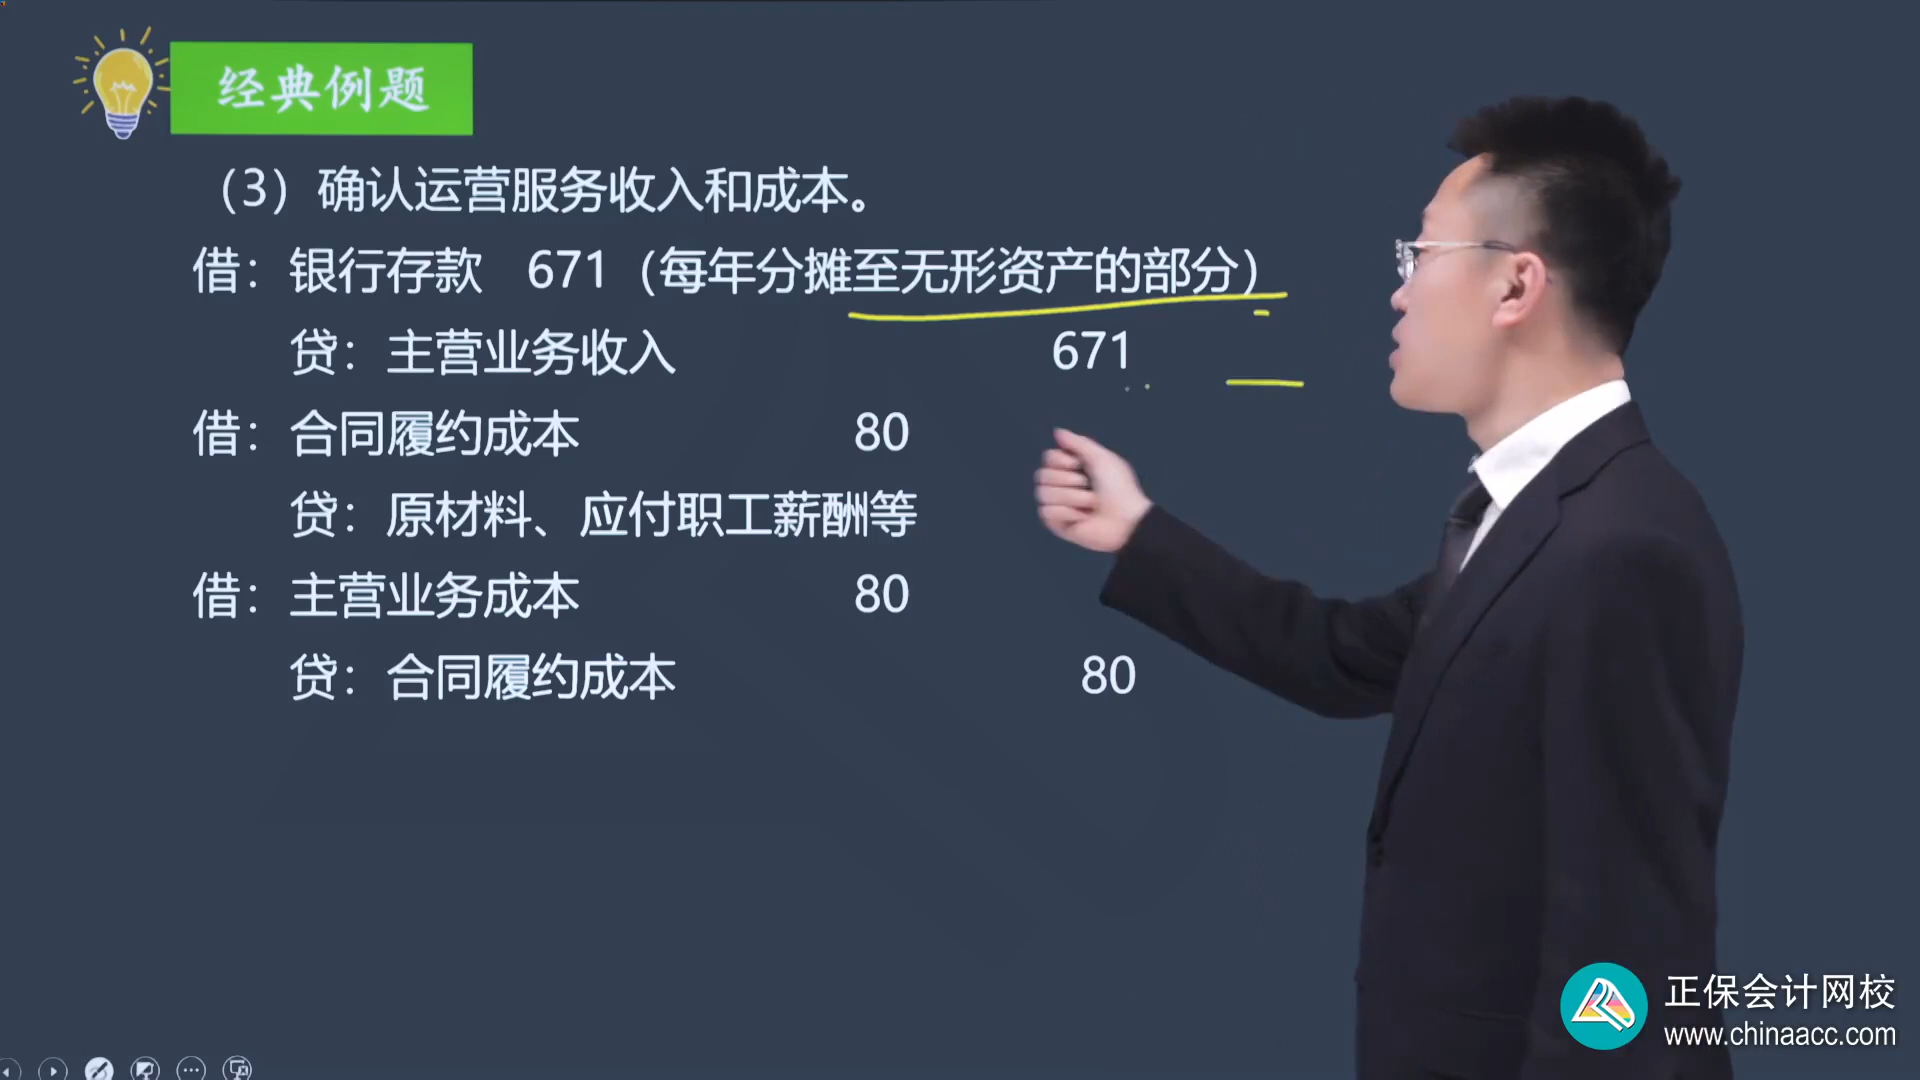 经典例题
（3）确认运营服务收入和成本。
借：银行存款 671（每年分摊至无形资产的部分）
贷：主营业务收入 671
借：合同履约成本 80
贷：原材料、应付职工薪酬等
借：主营业务成本 80
贷：合同履约成本 80
正保会计网校
www.chinaacc.com